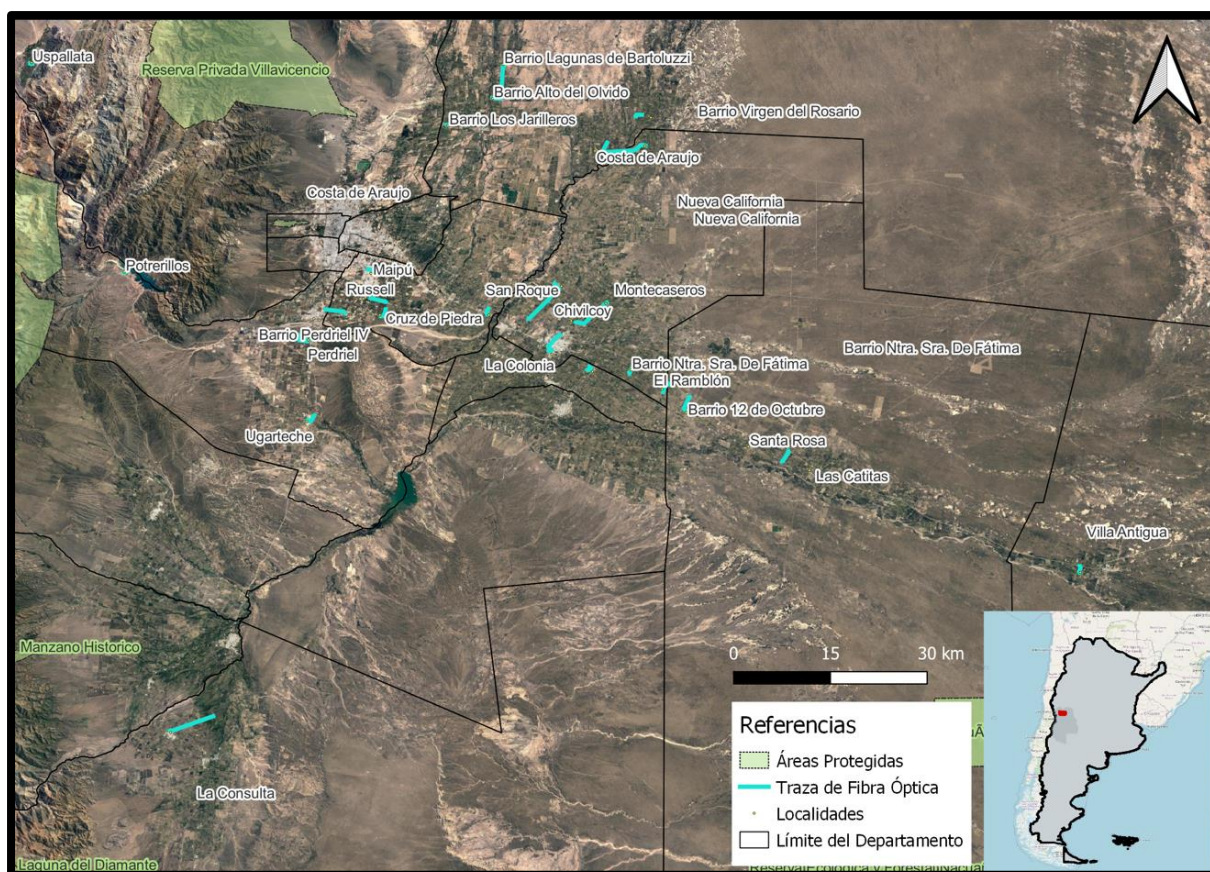 Uspallata
Reserva Privada Villavicencio
Barrio Lagunas de Bartoluzzi
Barrio Alto del Olvido
Barrio Los Jarilleros
Barrio Virgen del Rosario
Costa de Araujo
Costa de Araujo
Nueva California
Nueva California
Potrerillos
Maipú
Russell
San Roque
Montecaseros
Cruz de Piedra
Chivilcoy
Barrio Perdriel IV
Perdriel
La Colonia
Barrio Ntra. Sra. De Fátima
Barrio Ntra. Sra. De Fátima
El Ramblón
Barrio 12 de Octubre
Ugarteche
Santa Rosa
Las Catitas
Villa Antigua
Manzano Historico
La Consulta
Laguna del Diamante
0 15 30 km
Referencias
Áreas Protegidas
Traza de Fibra Óptica
Localidades
Límite del Departamento